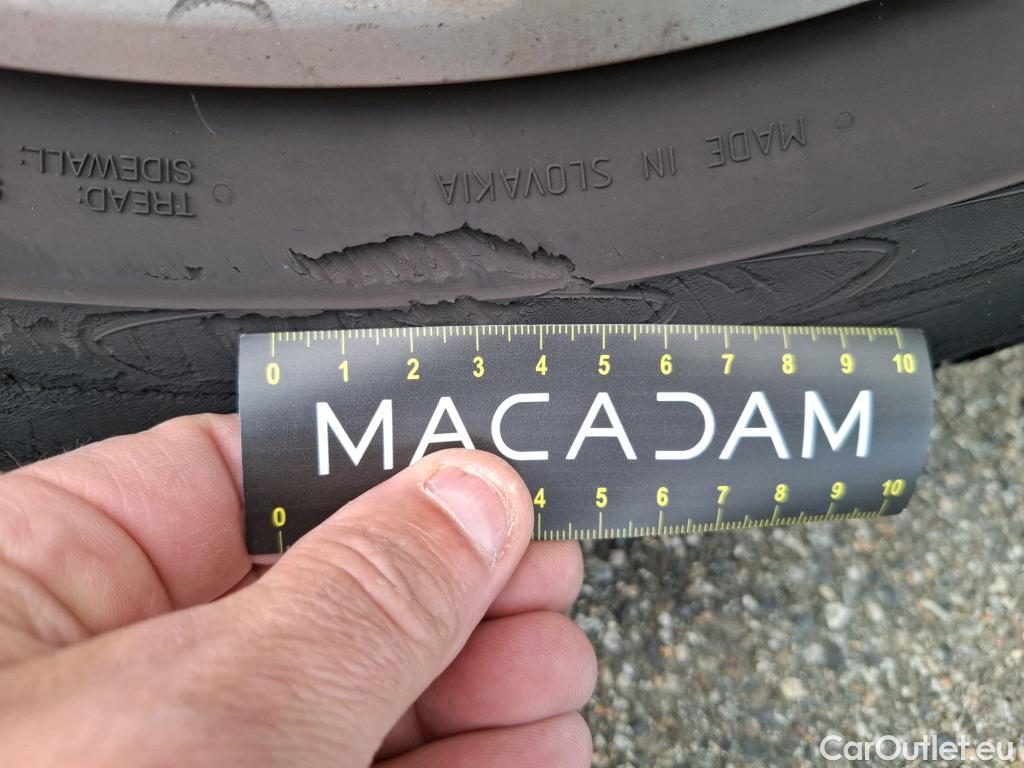 MADE IN SLOVAKIA
TREAD:
SIDEWALL:
0 1 2 3 4 5 6 7 8 9 10
MACADAM
0 4 5 6 7 8 9 10
CarOutlet.eu